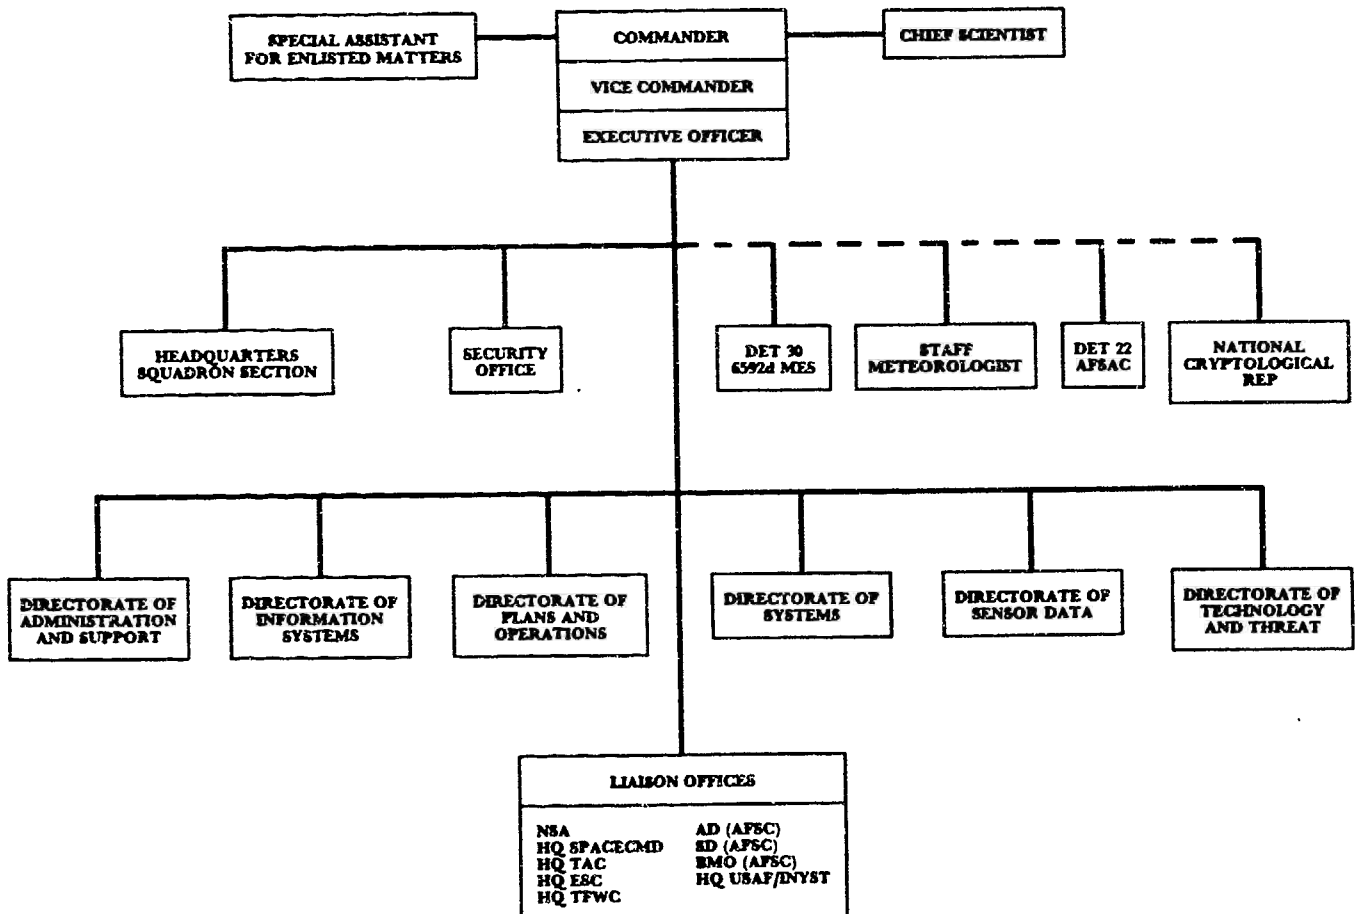 SPECIAL ASSISTANT
FOR ENLISTED MATTERS
COMMANDER
CHIEF SCIENTIST
VICE COMMANDER
EXECUTIVE OFFICER
HEADQUARTERS
SQUADRON SECTION
SECURITY
OFFICE
DET 30
6592d MES
STAFF
METEOROLOGIST
DET 22
AFSAC
NATIONAL
CRYPTOLOGICAL
REP
DIRECTORATE OF
ADMINISTRATION
AND SUPPORT
DIRECTORATE OF
INFORMATION
SYSTEMS
DIRECTORATE OF
PLANS AND
OPERATIONS
DIRECTORATE OF
SYSTEMS
DIRECTORATE OF
SENSOR DATA
DIRECTORATE OF
TECHNOLOGY
AND THREAT
LIAISON OFFICES
NSA
HQ SPACECMD
HQ TAC
HQ ESC
HQ TFWC
AD (AFSC)
SD (AFSC)
BMO (AFSC)
HQ USAF/INYST